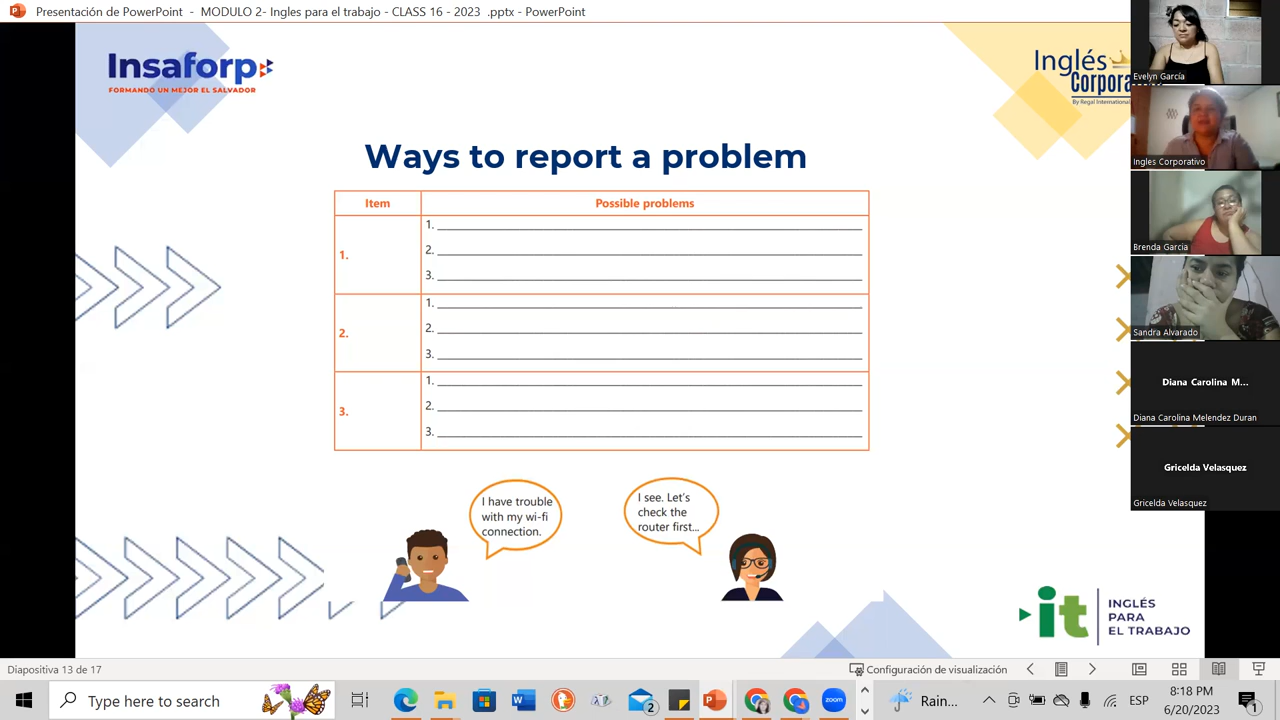 Presentación de PowerPoint - MODULO 2- Ingles para el trabajo - CLASS 16 - 2023 .pptx - PowerPoint
Insaforp
FORMANDO UN MEJOR EL SALVADOR
Inglés
Corpora
By Regal International
Ways to report a problem
Item
Possible problems
1.
1.
2.
3.
2.
1.
2.
3.
3.
1.
2.
3.
I have trouble
with my wi-fi
connection.
I see. Let's
check the
router first...
it
INGLÉS
PARA
EL TRABAJO
Evelyn García
Ingles Corporativo
Brenda García
Sandra Alvarado
Diana Carolina M...
Diana Carolina Melendez Duran
Gricelda Velasquez
Gricelda Velasquez
Diapositiva 13 de 17
Configuración de visualización
Type here to search
2
zoom
Rain...
ESP
8:18 PM
6/20/2023
1